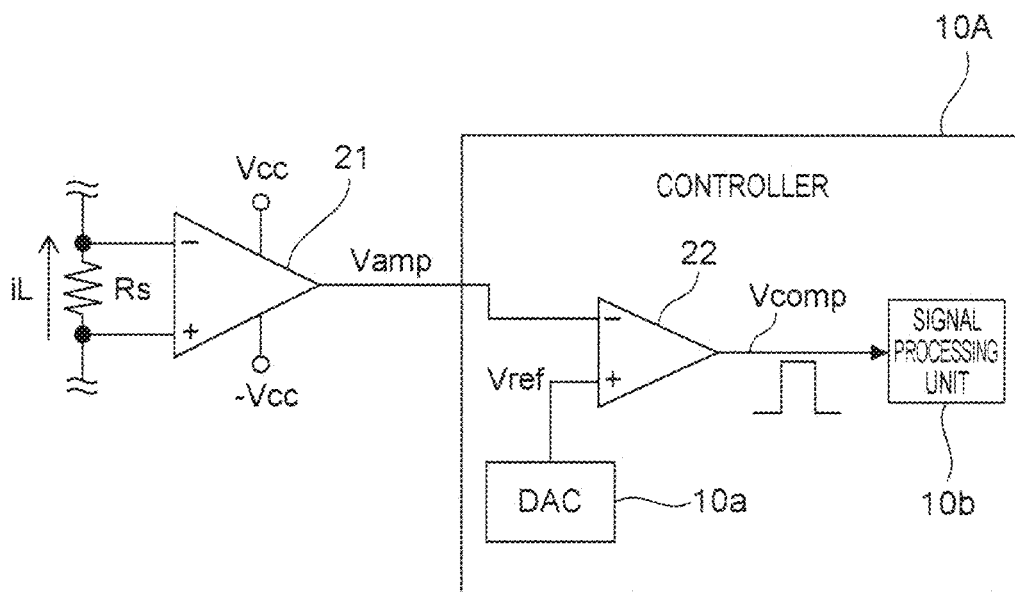 10A
Vcc
21
CONTROLLER
−
Vamp
22
iL
Rs
Vcomp
−
SIGNAL
PROCESSING
UNIT
+
Vref
+
-Vcc
DAC
10a
10b